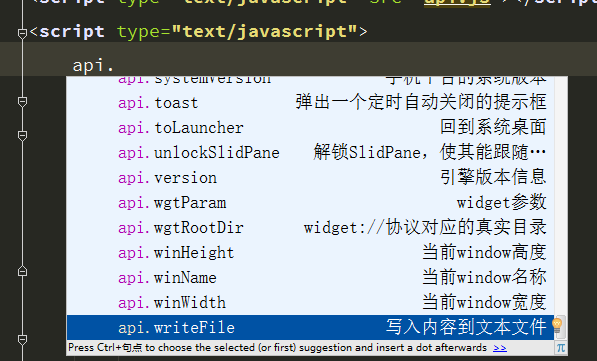 <script type="text/javascript" src="api.js"></script>
<script type="text/javascript">
api.
api.systemVersion 手机平台的系统版本
api.toast 弹出一个定时自动关闭的提示框
api.toLauncher 回到系统桌面
api.unlockSlidPane 解锁SlidPane，使其能跟随…
api.version 引擎版本信息
api.wgtParam widget参数
api.wgtRootDir widget://协议对应的真实目录
api.winHeight 当前window高度
api.winName 当前window名称
api.winWidth 当前window宽度
api.writeFile 写入内容到文本文件
Press Ctrl+句点 to choose the selected (or first) suggestion and insert a dot afterwards >>
π